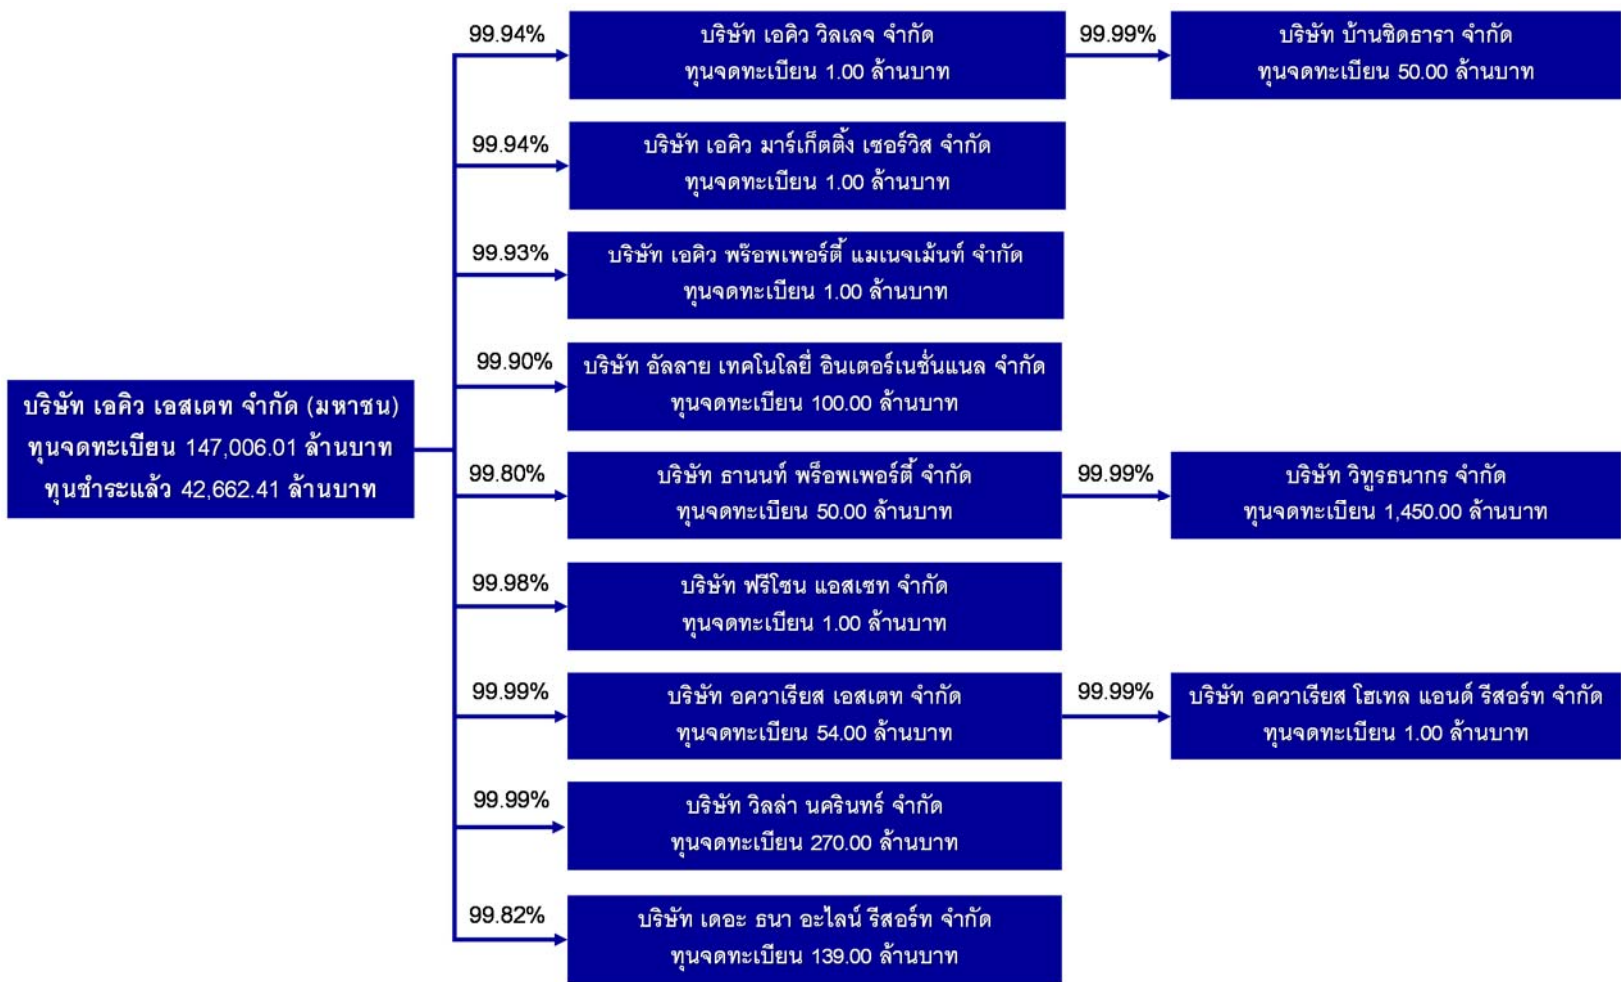 99.94%
บริษัท เอคิว วิลเลจ จำกัด
ทุนจดทะเบียน 1.00 ล้านบาท
99.99%
บริษัท บ้านชิดธารา จำกัด
ทุนจดทะเบียน 50.00 ล้านบาท
99.94%
บริษัท เอคิว มาร์เก็ตติ้ง เซอร์วิส จำกัด
ทุนจดทะเบียน 1.00 ล้านบาท
99.93%
บริษัท เอคิว พร๊อพเพอร์ตี้ แมเนจเม้นท์ จำกัด
ทุนจดทะเบียน 1.00 ล้านบาท
99.90%
บริษัท อัลลาย เทคโนโลยี่ อินเตอร์เนชั่นแนล จำกัด
ทุนจดทะเบียน 100.00 ล้านบาท
บริษัท เอคิว เอสเตท จำกัด (มหาชน)
ทุนจดทะเบียน 147,006.01 ล้านบาท
ทุนชำระแล้ว 42,662.41 ล้านบาท
99.80%
บริษัท ธานนท์ พร็อพเพอร์ตี้ จำกัด
ทุนจดทะเบียน 50.00 ล้านบาท
99.99%
บริษัท วิทูรธนากร จำกัด
ทุนจดทะเบียน 1,450.00 ล้านบาท
99.98%
บริษัท ฟรีโซน แอสเซท จำกัด
ทุนจดทะเบียน 1.00 ล้านบาท
99.99%
บริษัท อควาเรียส เอสเตท จำกัด
ทุนจดทะเบียน 54.00 ล้านบาท
99.99%
บริษัท อควาเรียส โฮเทล แอนด์ รีสอร์ท จำกัด
ทุนจดทะเบียน 1.00 ล้านบาท
99.99%
บริษัท วิลล่า นครินทร์ จำกัด
ทุนจดทะเบียน 270.00 ล้านบาท
99.82%
บริษัท เดอะ ธนา อะไลน์ รีสอร์ท จำกัด
ทุนจดทะเบียน 139.00 ล้านบาท